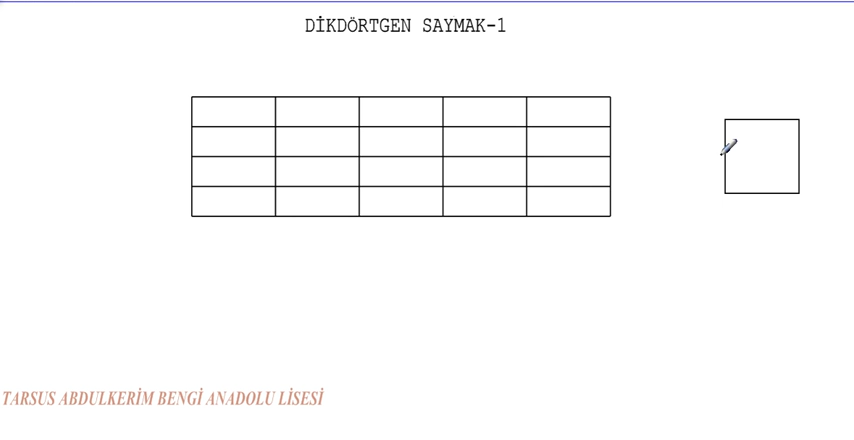 DİKDÖRTGEN SAYMAK-1
TARSUS ABDULKERİM BENGİ ANADOLU LİSESİ